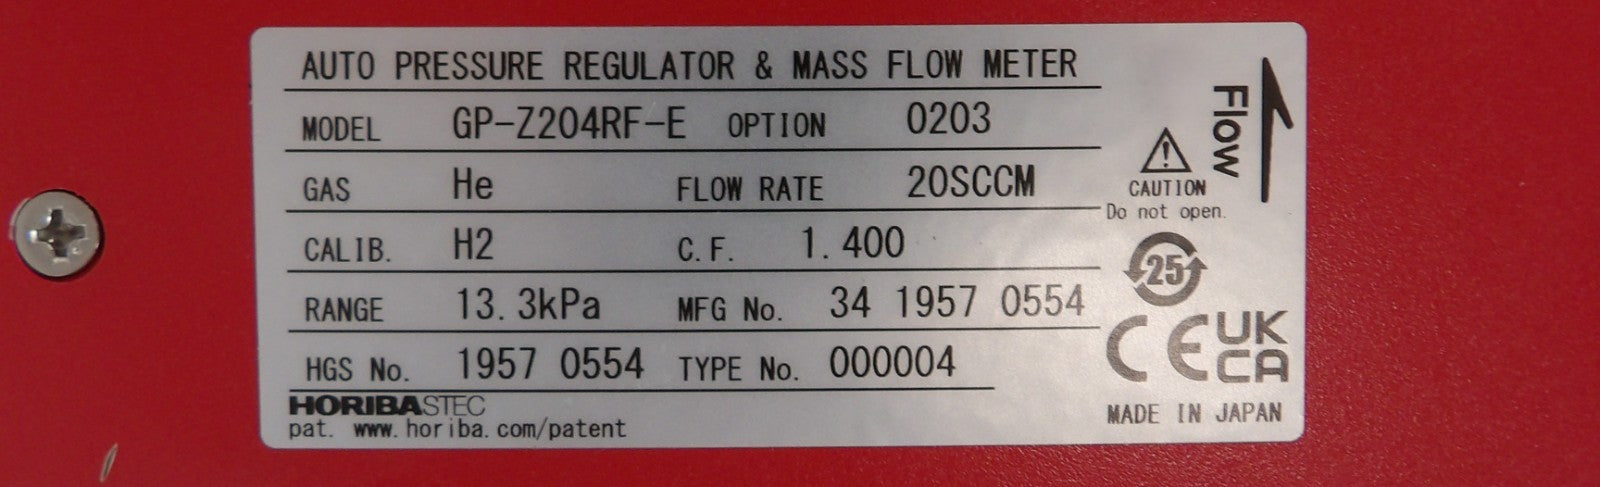 AUTO PRESSURE REGULATOR & MASS FLOW METER
MODEL GP-Z204RF-E OPTION 0203
GAS He FLOW RATE 20SCCM
CALIB. H2 C.F. 1.400
RANGE 13.3kPa MFG No. 34 1957 0554
HGS No. 1957 0554 TYPE No. 000004
HORIBASTEC
pat. www.horiba.com/patent
Flow
CAUTION
Do not open.
25
CE UK
CA
MADE IN JAPAN